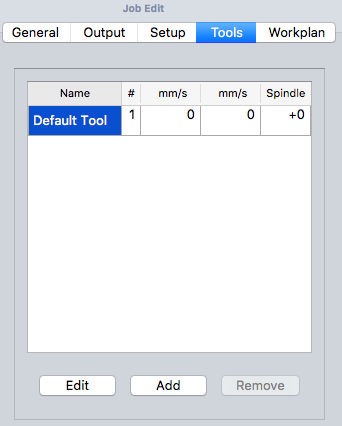 Job Edit
General Output Setup Tools Workplan
Name # mm/s mm/s Spindle
Default Tool 1 0 0 +0
Edit Add Remove